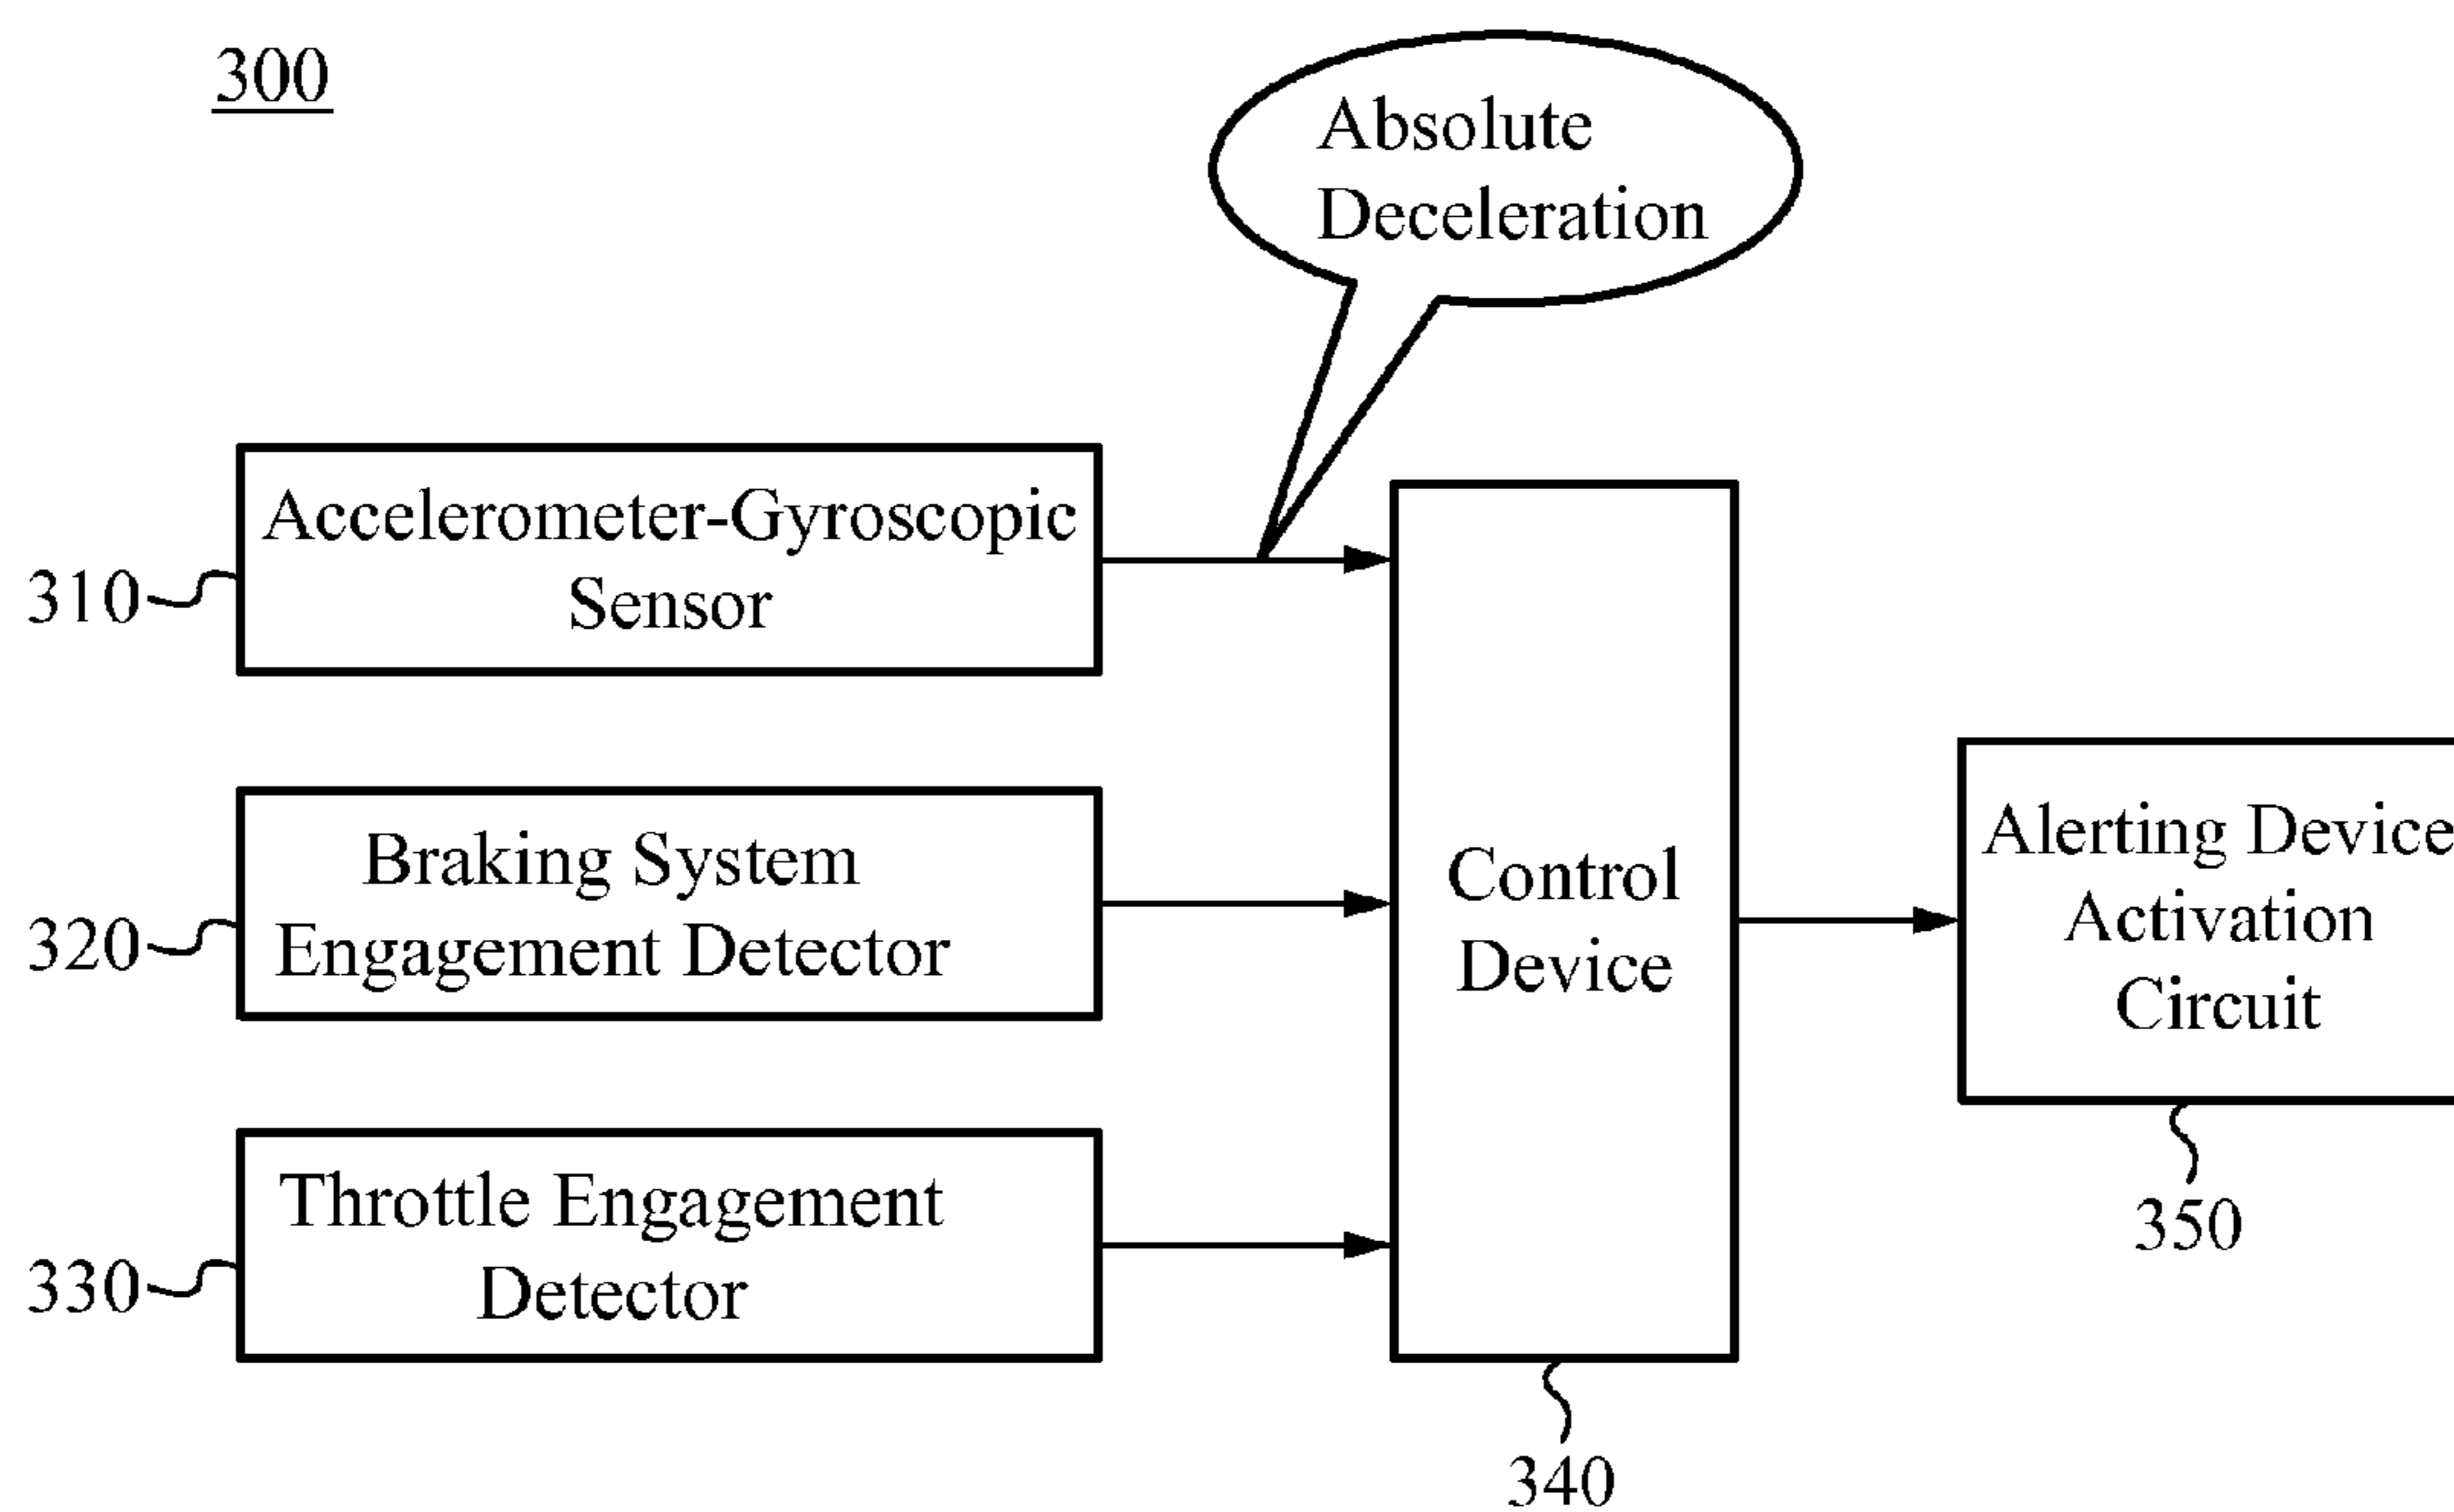 300
Absolute
Deceleration
Accelerometer-Gyroscopic
Sensor
310
Braking System
Engagement Detector
320
Throttle Engagement
Detector
330
Control
Device
340
Alerting Device
Activation
Circuit
350